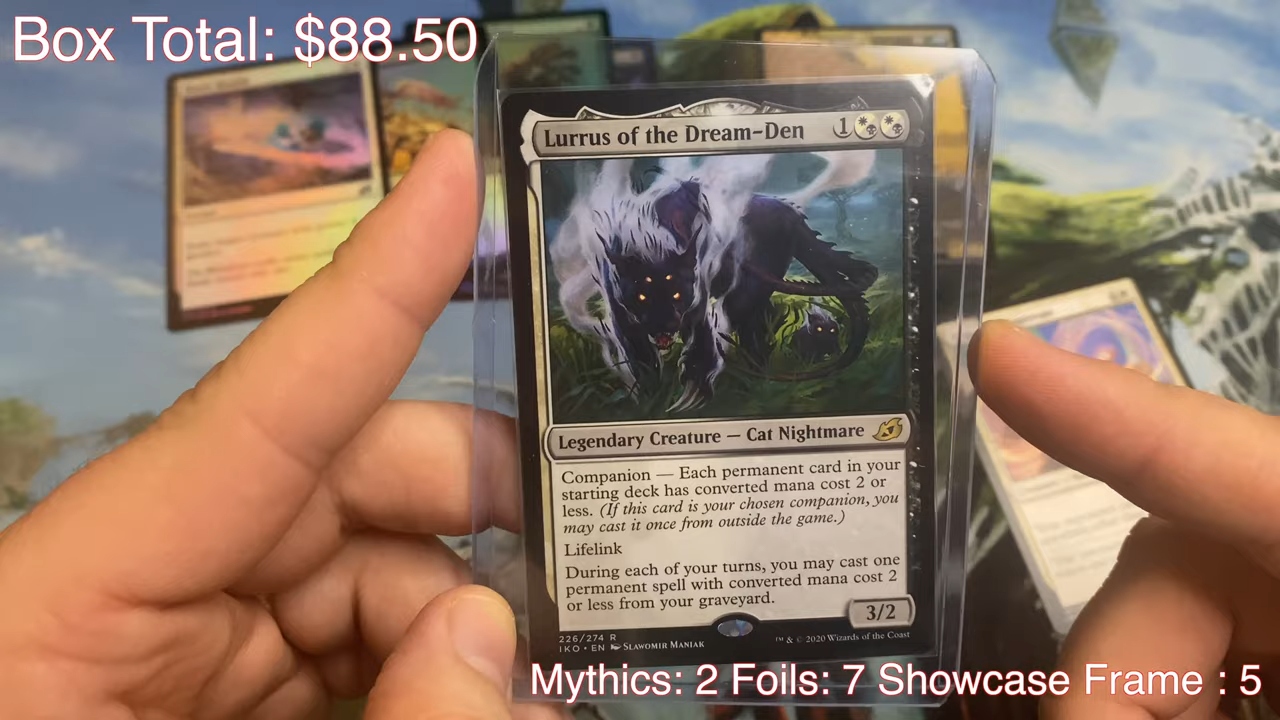 Box Total: $88.50
Lurrus of the Dream-Den 1
Legendary Creature — Cat Nightmare
Companion — Each permanent card in your
starting deck has converted mana cost 2 or
less. (If this card is your chosen companion, you
may cast it once from outside the game.)
Lifelink
During each of your turns, you may cast one
permanent spell with converted mana cost 2
or less from your graveyard.
3/2
226/274 R
IKO • EN SLAWOMIR MANIAK
™ & © 2020 Wizards of the Coast
Mythics: 2 Foils: 7 Showcase Frame : 5